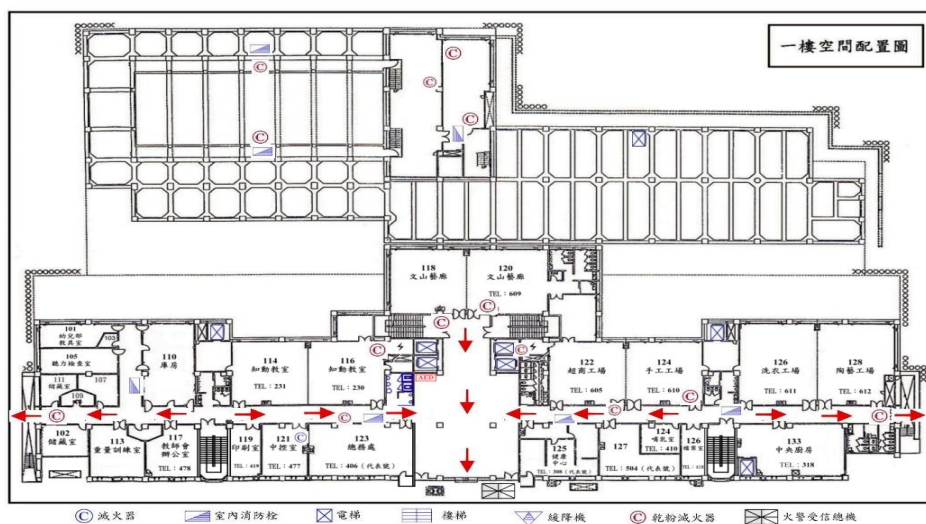 一樓空間配置圖
118
文山藝廊
120
文山藝廊
TEL：609
101
幼兒部
教具室
103
105
聽力檢查室
111
儲藏室
107
109
110
庫房
114
知動教室
TEL：231
116
知動教室
TEL：230
AED
122
超商工場
TEL：605
124
手工工場
TEL：610
126
洗衣工場
TEL：611
128
陶藝工場
TEL：612
102
儲藏室
113
重量訓練室
117
教師會
辦公室
TEL：478
119
印刷室
121
中控室
TEL：477
123
總務處
TEL：406（代表號）
125
健康
中心
127
TEL：504（代表號）
124
哺乳室
TEL：410
126
133
中央廚房
TEL：318
C 滅火器
室內消防栓
電梯
樓梯
緩降機
C 乾粉滅火器
火警受信總機